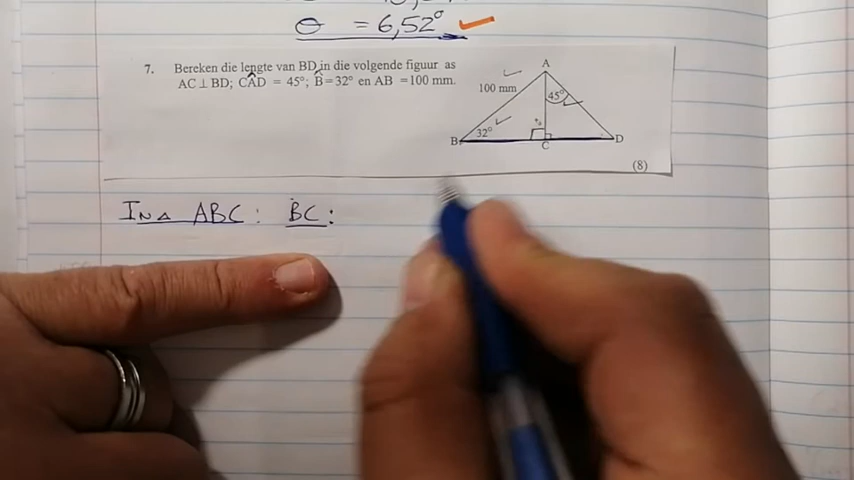 θ = 6,52°
7. Bereken die lengte van BD in die volgende figuur as
AC ⊥ BD; CÂD = 45°; B̂ = 32° en AB = 100 mm.
A
100 mm
45°
B
32°
C
D
(8)
In Δ ABC: BC: